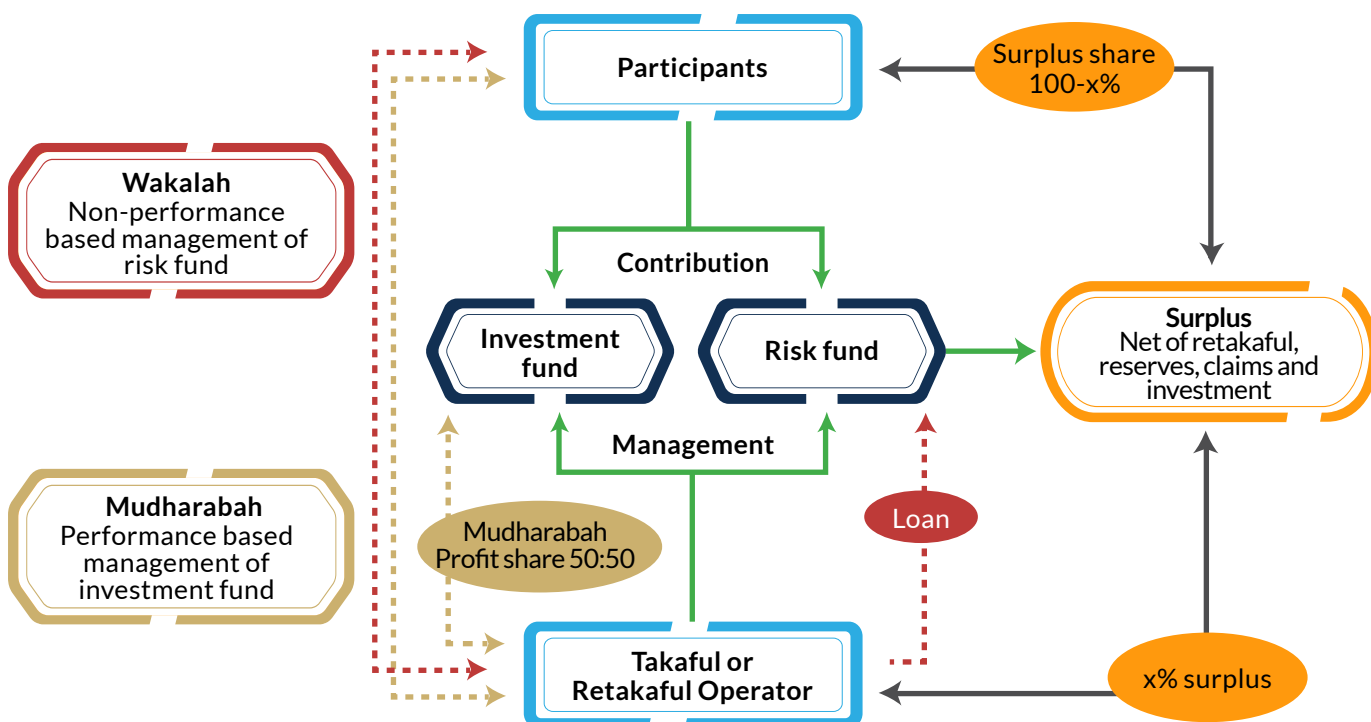 Participants
Surplus share
100-x%
Wakalah
Non-performance
based management of
risk fund
Contribution
Investment
fund
Risk fund
Surplus
Net of retakaful,
reserves, claims and
investment
Management
Mudharabah
Performance based
management of
investment fund
Mudharabah
Profit share 50:50
Loan
Takaful or
Retakaful Operator
x% surplus